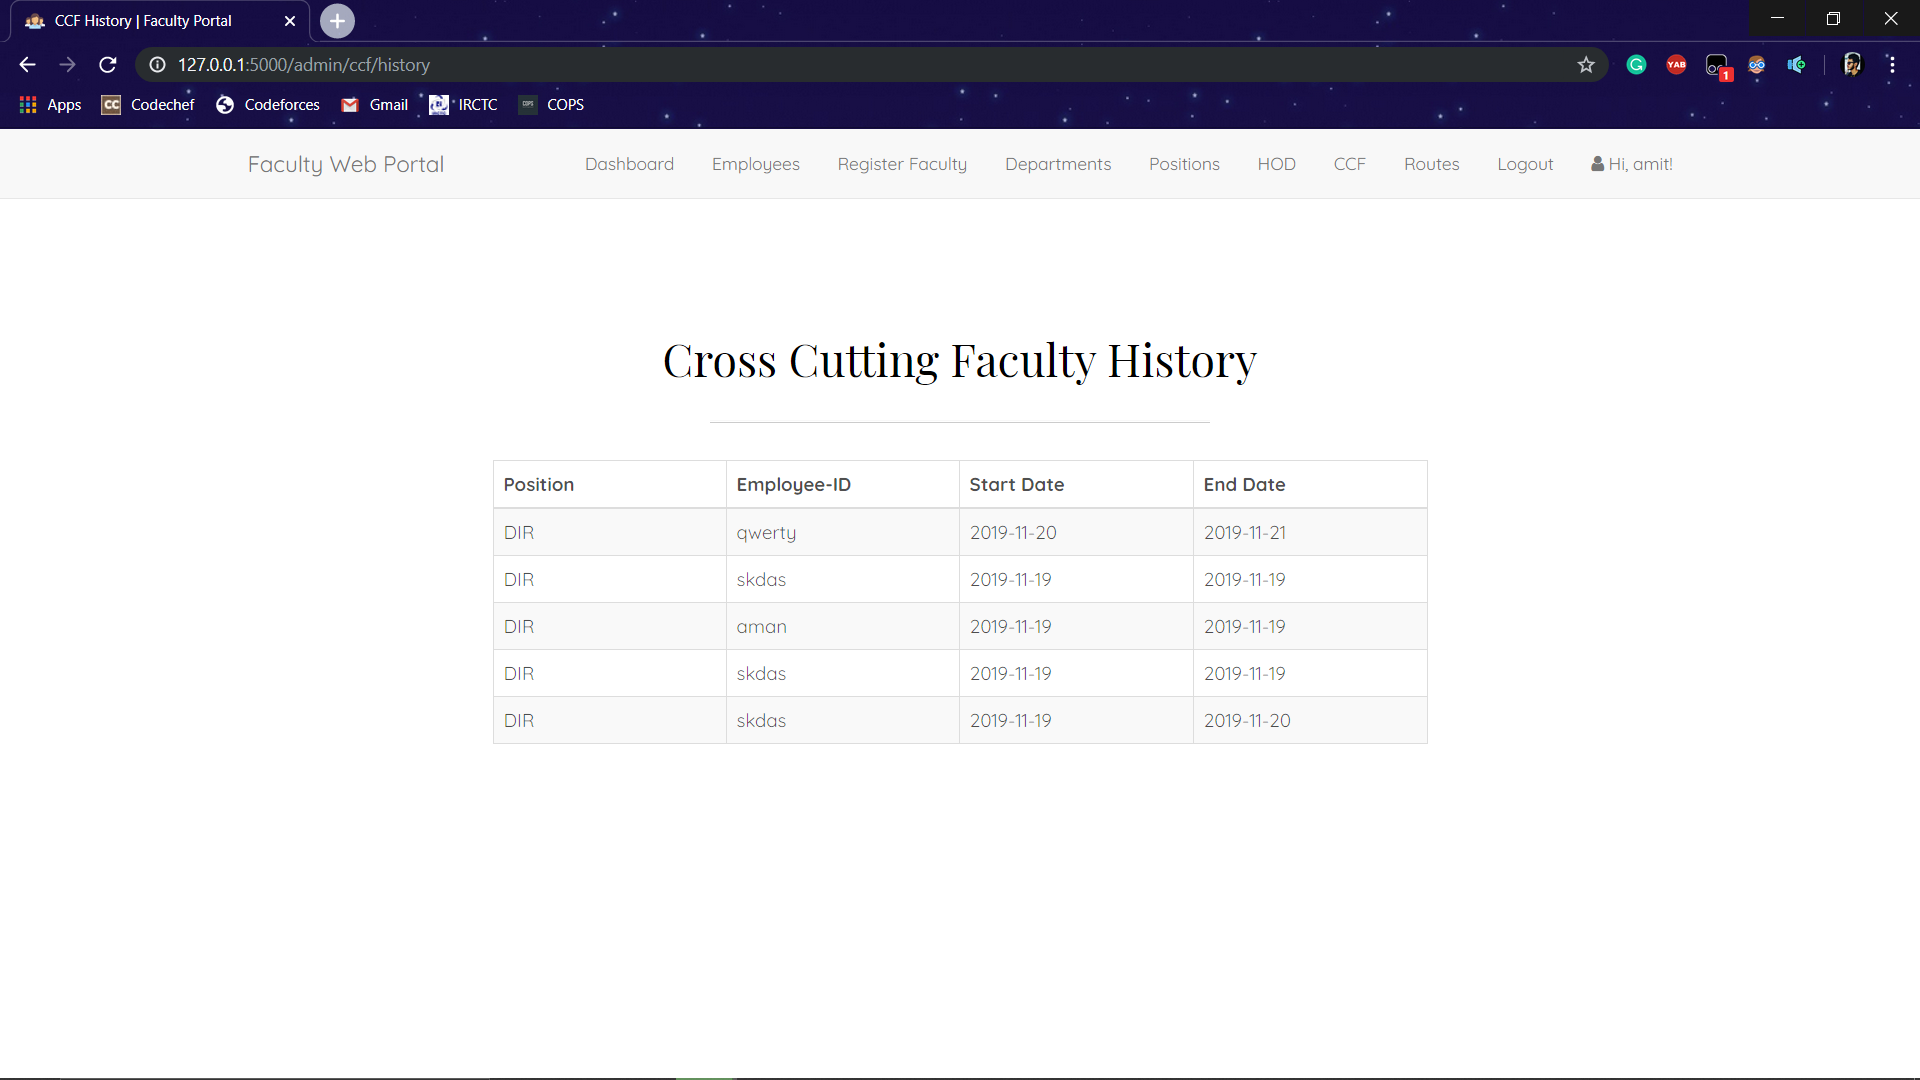 CCF History | Faculty Portal
127.0.0.1:5000/admin/ccf/history
YAB
1
Apps
CC Codechef
Codeforces
Gmail
IRCTC
COPS COPS
Faculty Web Portal
Dashboard
Employees
Register Faculty
Departments
Positions
HOD
CCF
Routes
Logout
Hi, amit!
Cross Cutting Faculty History
Position Employee-ID Start Date End Date
DIR qwerty 2019-11-20 2019-11-21
DIR skdas 2019-11-19 2019-11-19
DIR aman 2019-11-19 2019-11-19
DIR skdas 2019-11-19 2019-11-19
DIR skdas 2019-11-19 2019-11-20